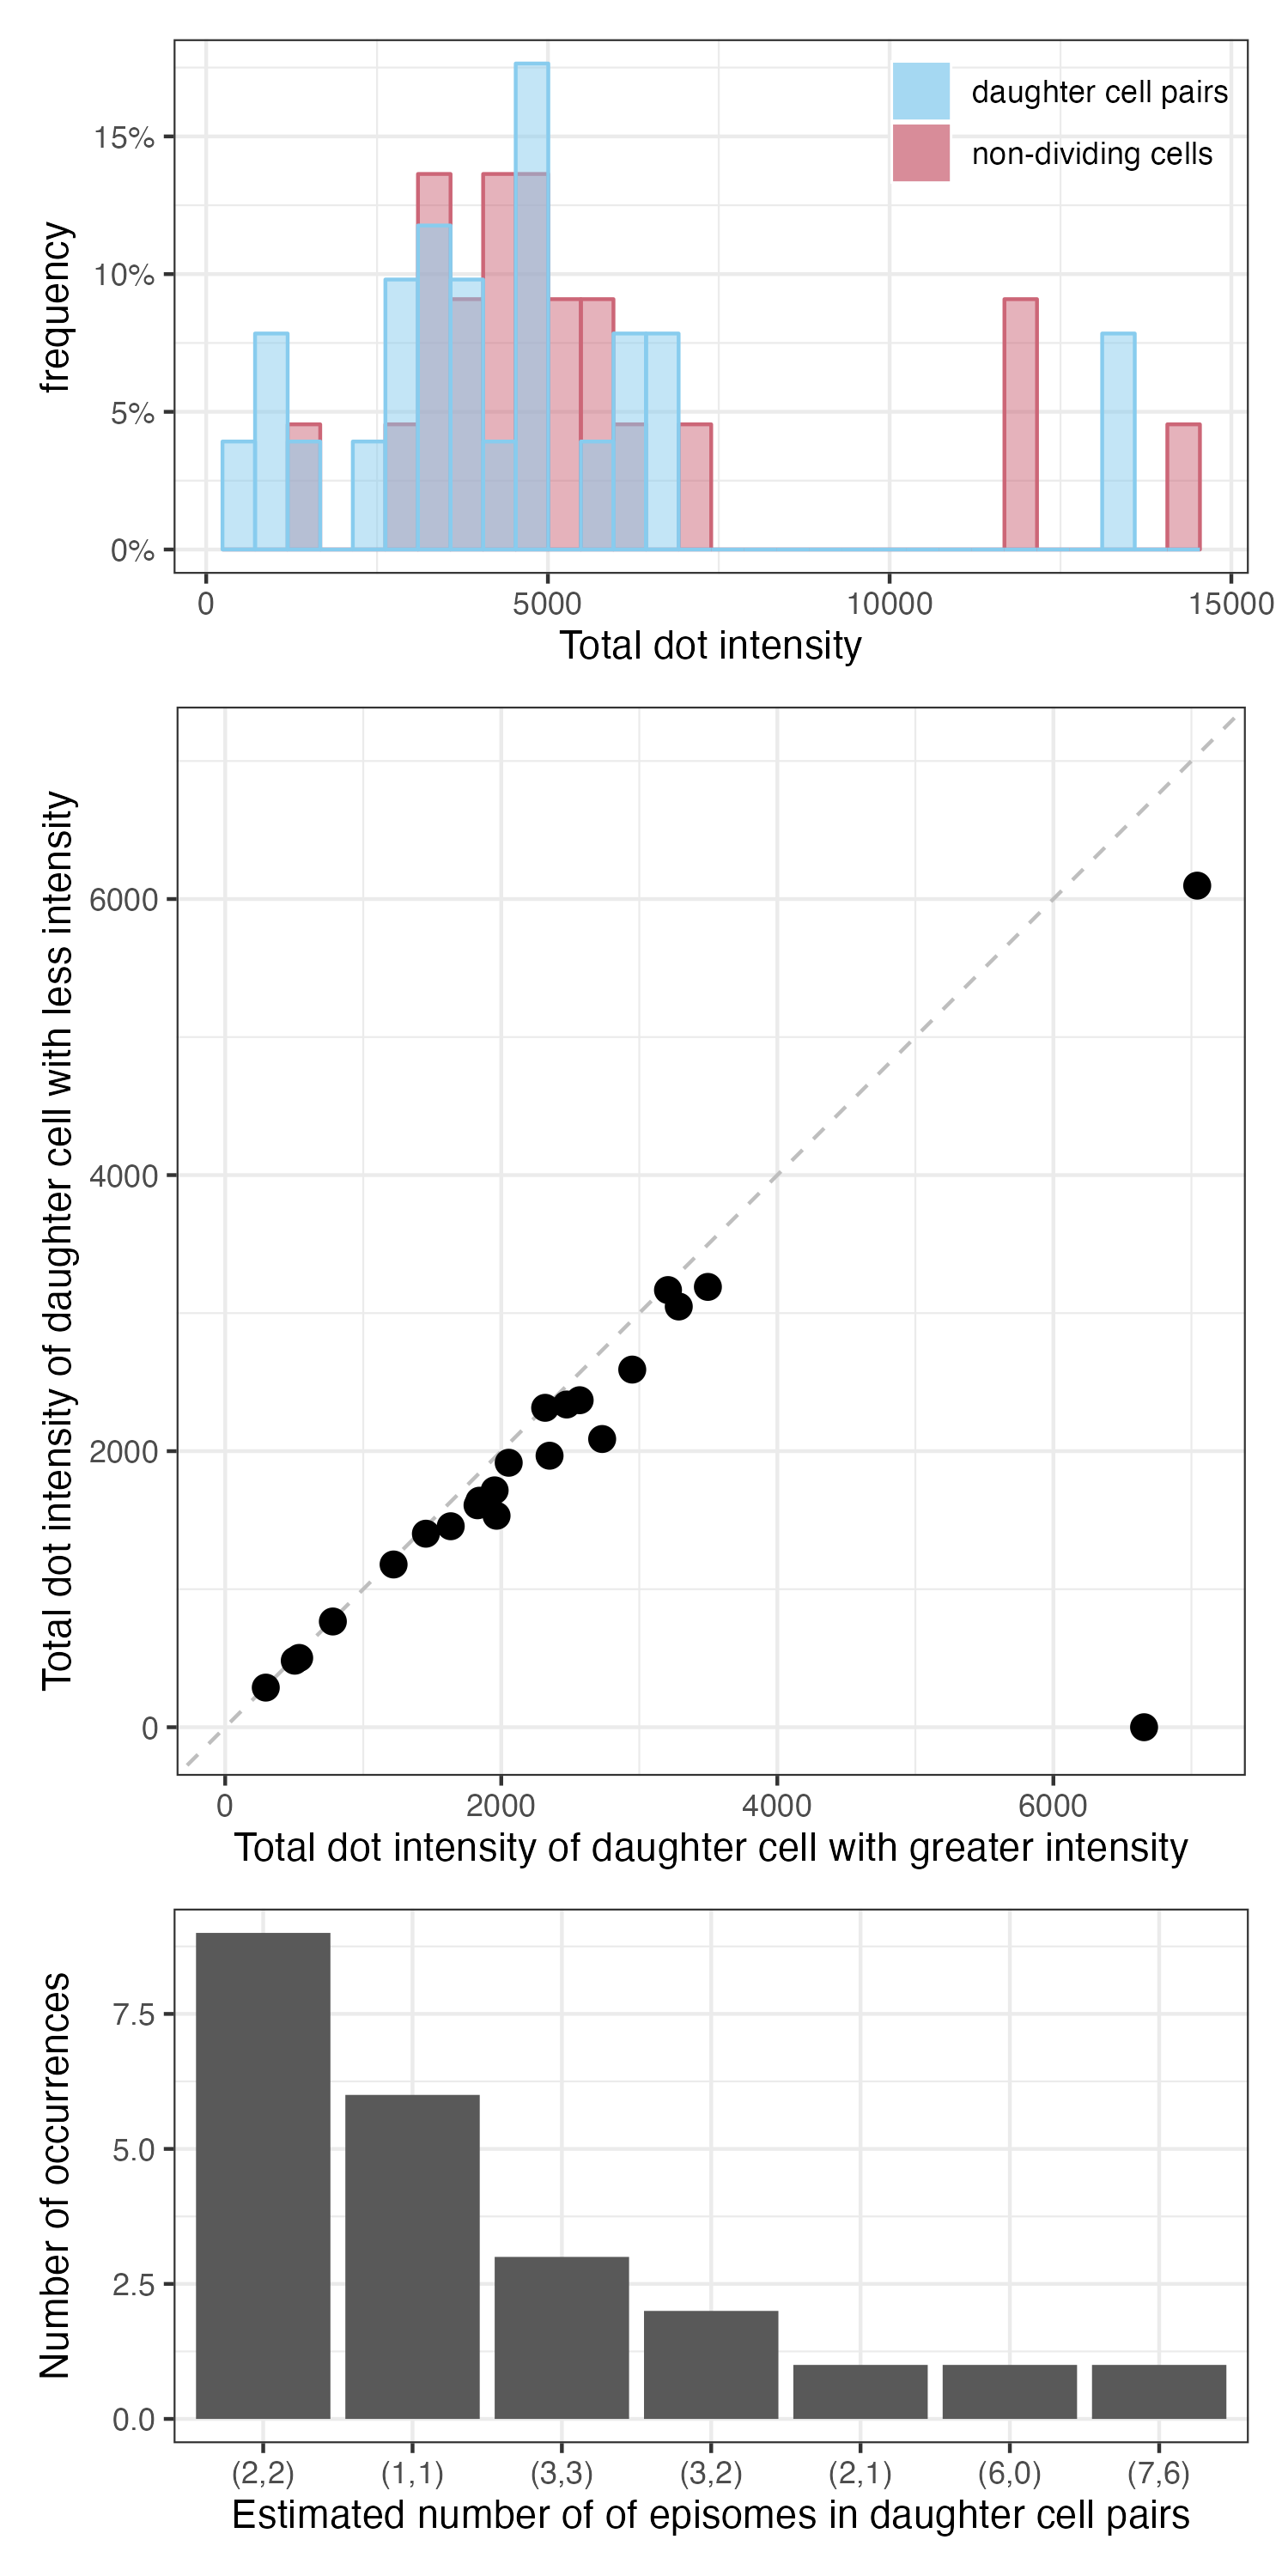 daughter cell pairs
non-dividing cells
frequency
15%
10%
5%
0%
0 5000 10000 15000
Total dot intensity
Total dot intensity of daughter cell with less intensity
6000
4000
2000
0
0 2000 4000 6000
Total dot intensity of daughter cell with greater intensity
Number of occurrences
7.5
5.0
2.5
0.0
(2,2) (1,1) (3,3) (3,2) (2,1) (6,0) (7,6)
Estimated number of of episomes in daughter cell pairs